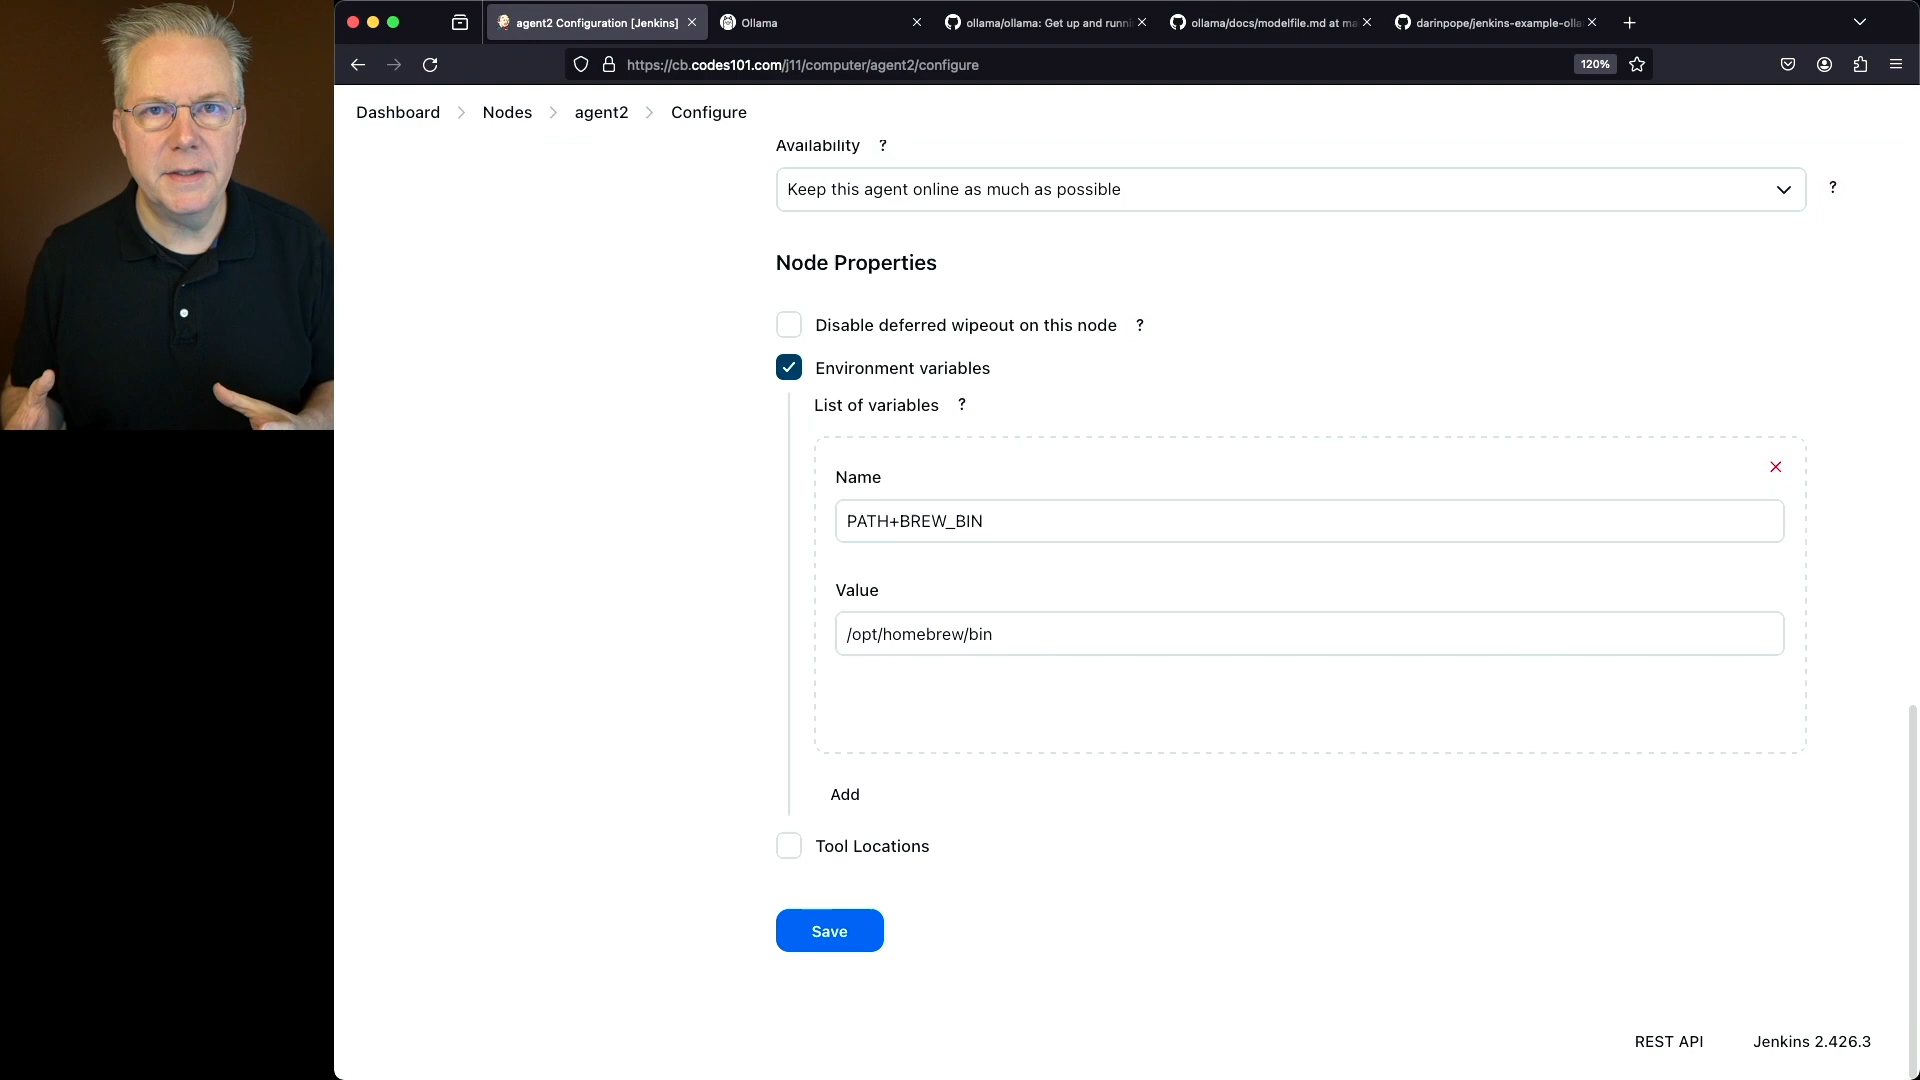 agent2 Configuration [Jenkins]
Ollama
ollama/ollama: Get up and runni
ollama/docs/modelfile.md at ma
darinpope/jenkins-example-olla
https://cb.codes101.com/j11/computer/agent2/configure
120%
Dashboard
Nodes
agent2
Configure
Availability ?
Keep this agent online as much as possible
?
Node Properties
Disable deferred wipeout on this node ?
Environment variables
List of variables ?
Name
PATH+BREW_BIN
Value
/opt/homebrew/bin
Add
Tool Locations
Save
REST API
Jenkins 2.426.3